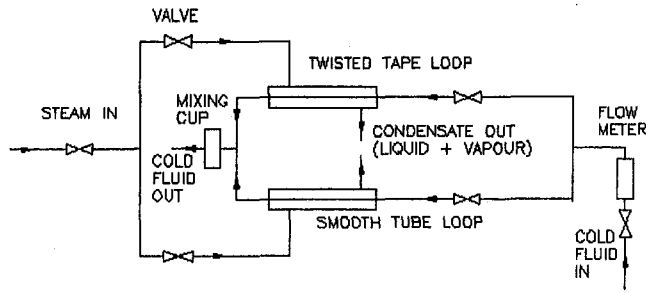 VALVE
TWISTED TAPE LOOP
STEAM IN
MIXING
CUP
FLOW
METER
CONDENSATE OUT
(LIQUID + VAPOUR)
COLD
FLUID
OUT
SMOOTH TUBE LOOP
COLD
FLUID
IN